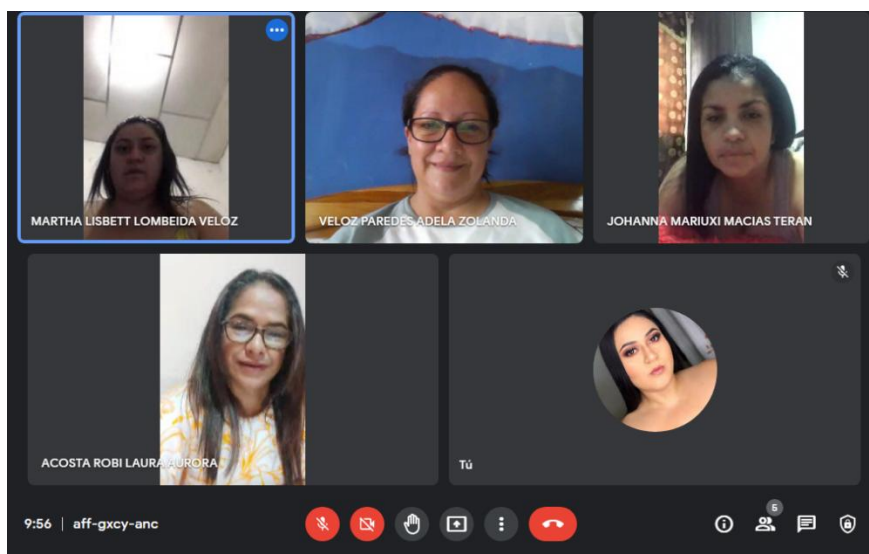 MARTHA LISBETT LOMBEIDA VELOZ
VELOZ PAREDES ADELA ZOLANDA
JOHANNA MARIUXI MACIAS TERAN
ACOSTA ROBI LAURA AURORA
Tú
9:56 | aff-gxcy-anc
5